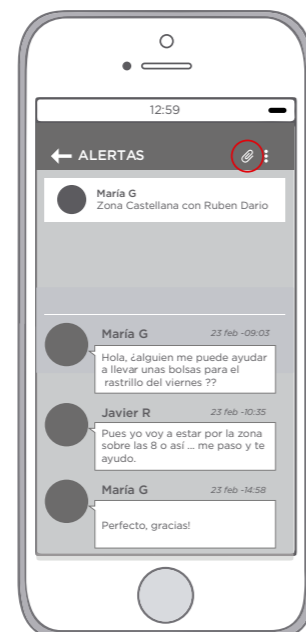 12:59
ALERTAS
María G
Zona Castellana con Ruben Dario
María G 23 feb -09:03
Hola, ¿alguien me puede ayudar
a llevar unas bolsas para el
rastrillo del viernes ??
Javier R 23 feb -10:35
Pues yo voy a estar por la zona
sobre las 8 o así ... me paso y te
ayudo.
María G 23 feb -14:58
Perfecto, gracias!